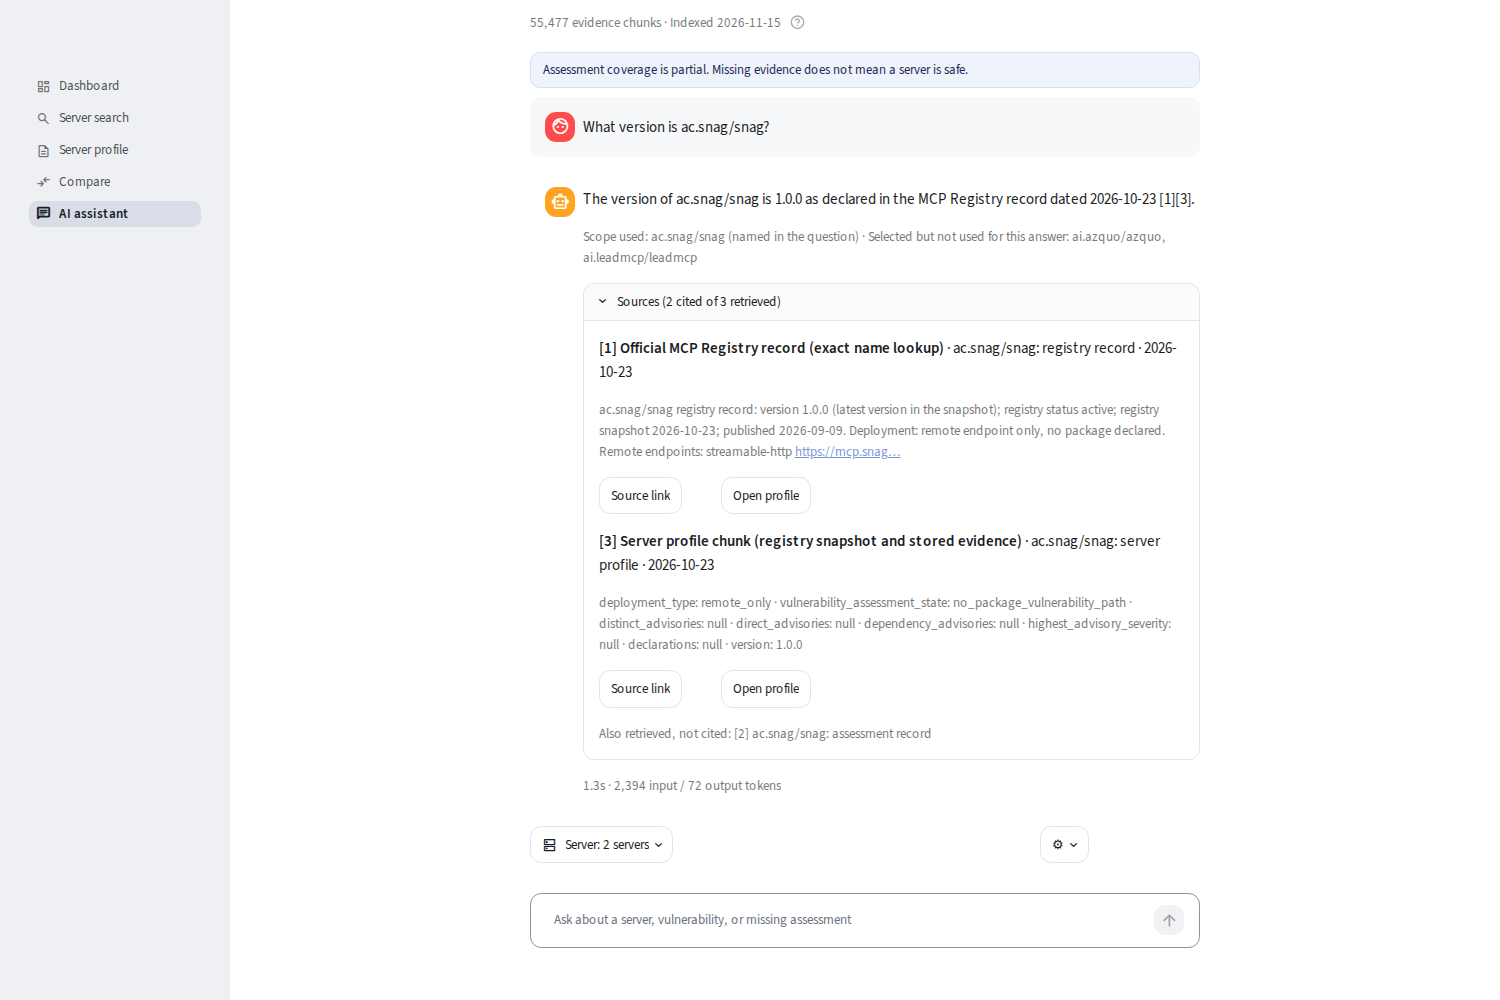 55,477 evidence chunks · Indexed 2026-11-15
Assessment coverage is partial. Missing evidence does not mean a server is safe.
Dashboard
Server search
Server profile
Compare
AI assistant
What version is ac.snag/snag?
The version of ac.snag/snag is 1.0.0 as declared in the MCP Registry record dated 2026-10-23 [1][3].
Scope used: ac.snag/snag (named in the question) · Selected but not used for this answer: ai.azquo/azquo,
ai.leadmcp/leadmcp
Sources (2 cited of 3 retrieved)
[1] Official MCP Registry record (exact name lookup) · ac.snag/snag: registry record · 2026-
10-23
ac.snag/snag registry record: version 1.0.0 (latest version in the snapshot); registry status active; registry
snapshot 2026-10-23; published 2026-09-09. Deployment: remote endpoint only, no package declared.
Remote endpoints: streamable-http https://mcp.snag…
Source link
Open profile
[3] Server profile chunk (registry snapshot and stored evidence) · ac.snag/snag: server
profile · 2026-10-23
deployment_type: remote_only · vulnerability_assessment_state: no_package_vulnerability_path ·
distinct_advisories: null · direct_advisories: null · dependency_advisories: null · highest_advisory_severity:
null · declarations: null · version: 1.0.0
Source link
Open profile
Also retrieved, not cited: [2] ac.snag/snag: assessment record
1.3s · 2,394 input / 72 output tokens
Server: 2 servers
Ask about a server, vulnerability, or missing assessment